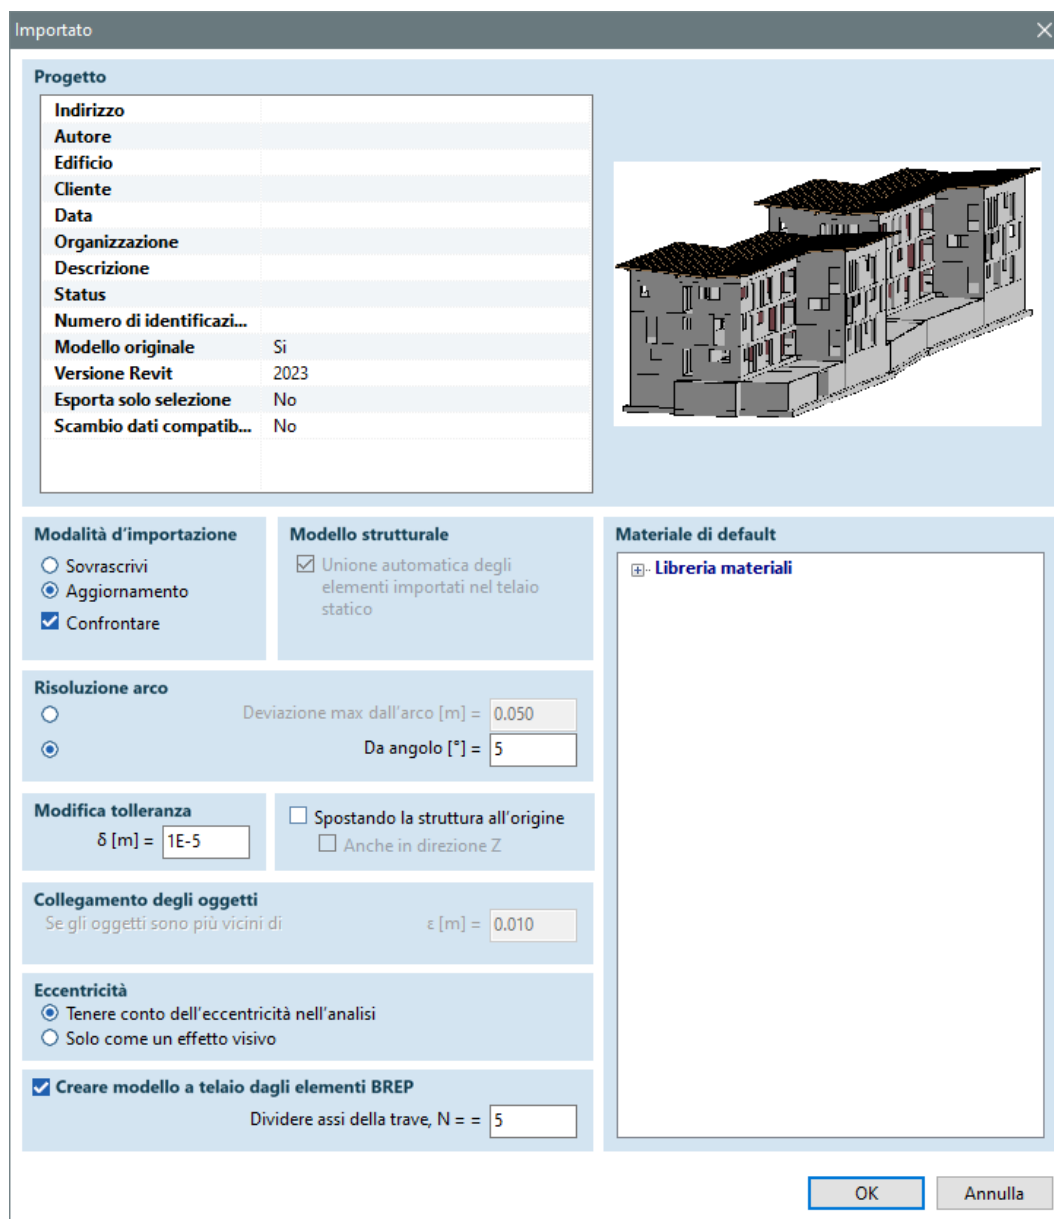 Importato
Progetto
Indirizzo
Autore
Edificio
Cliente
Data
Organizzazione
Descrizione
Status
Numero di identificazi...
Modello originale Si
Versione Revit 2023
Esporta solo selezione No
Scambio dati compatib... No
Modalità d'importazione
Sovrascrivi
Aggiornamento
Confrontare
Modello strutturale
Unione automatica degli
elementi importati nel telaio
statico
Materiale di default
Libreria materiali
Risoluzione arco
Deviazione max dall'arco [m] = 0.050
Da angolo [°] = 5
Modifica tolleranza
δ [m] = 1E-5
Spostando la struttura all'origine
Anche in direzione Z
Collegamento degli oggetti
Se gli oggetti sono più vicini di ε [m] = 0.010
Eccentricità
Tenere conto dell'eccentricità nell'analisi
Solo come un effetto visivo
Creare modello a telaio dagli elementi BREP
Dividere assi della trave, N = = 5
OK Annulla